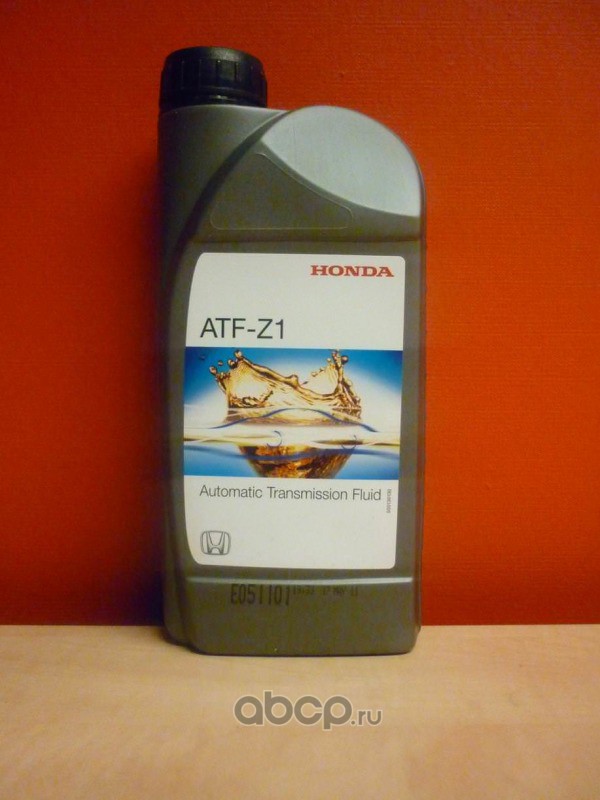 HONDA
ATF-Z1
Automatic Transmission Fluid
E051101
abcp.ru